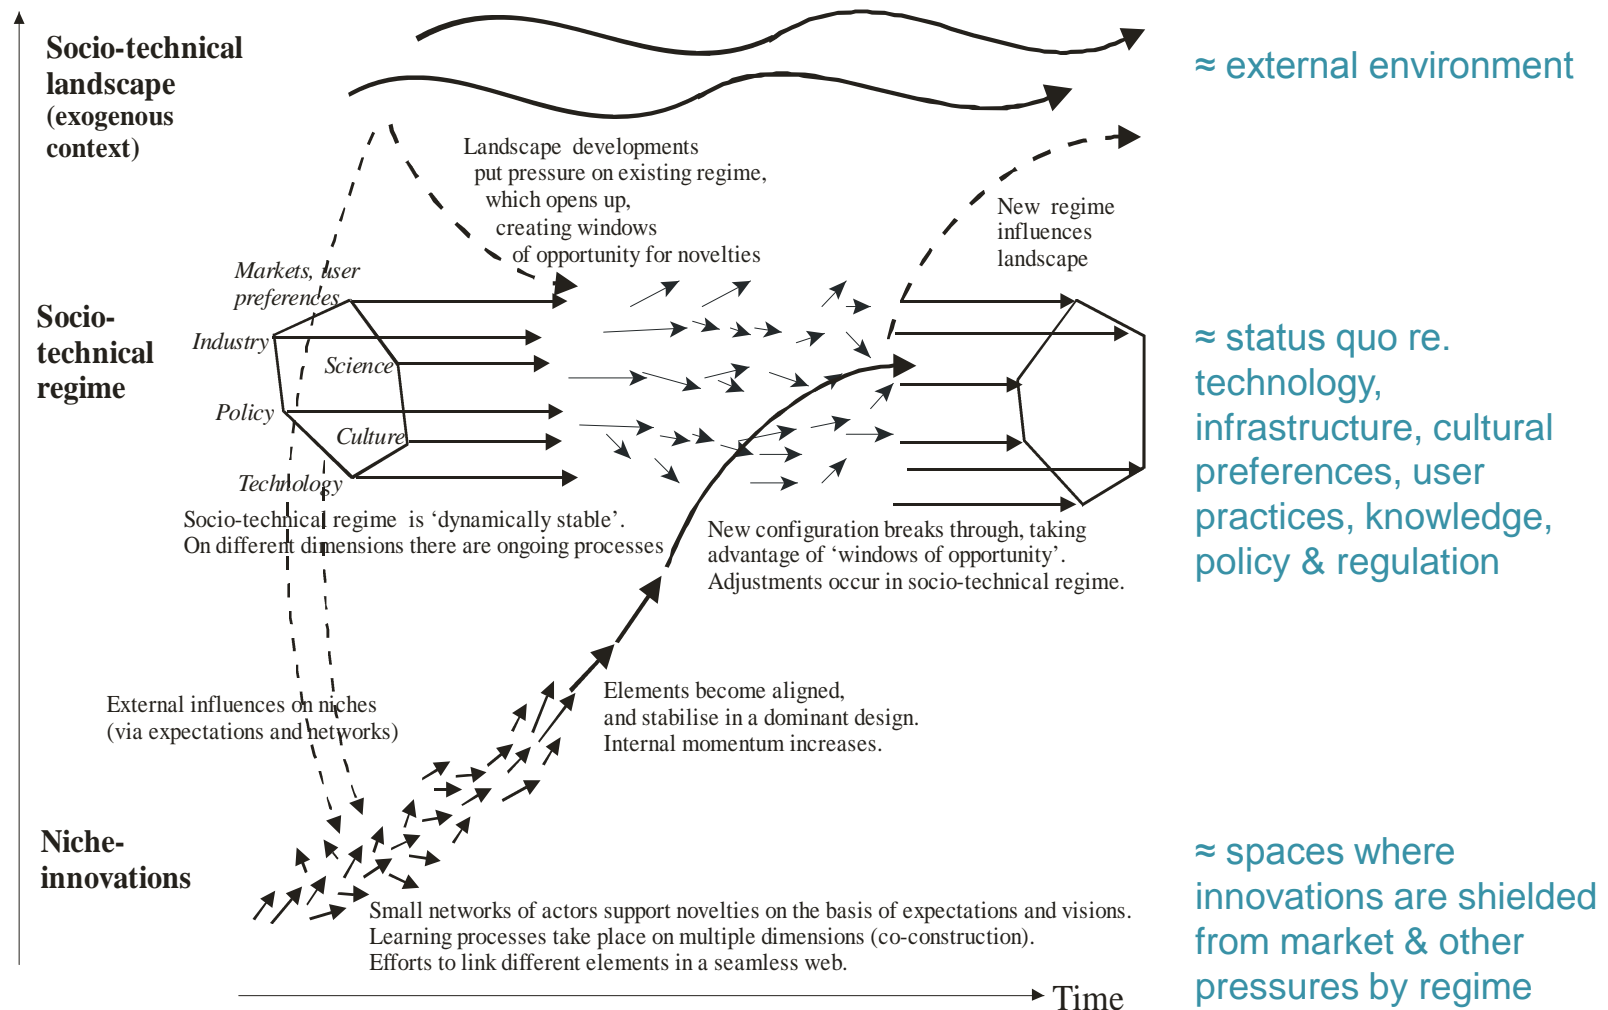 Socio-technical
landscape
(exogenous
context)
≈ external environment
Landscape developments
put pressure on existing regime,
which opens up,
creating windows
of opportunity for novelties
New regime
influences
landscape
Markets, user
preferences
Industry
Science
Policy
Culture
Technology
Socio-
technical
regime
≈ status quo re.
technology,
infrastructure, cultural
preferences, user
practices, knowledge,
policy & regulation
Socio-technical regime is ‘dynamically stable’.
On different dimensions there are ongoing processes
New configuration breaks through, taking
advantage of ‘windows of opportunity’.
Adjustments occur in socio-technical regime.
External influences on niches
(via expectations and networks)
Elements become aligned,
and stabilise in a dominant design.
Internal momentum increases.
Niche-
innovations
≈ spaces where
innovations are shielded
from market & other
pressures by regime
Small networks of actors support novelties on the basis of expectations and visions.
Learning processes take place on multiple dimensions (co-construction).
Efforts to link different elements in a seamless web.
Time